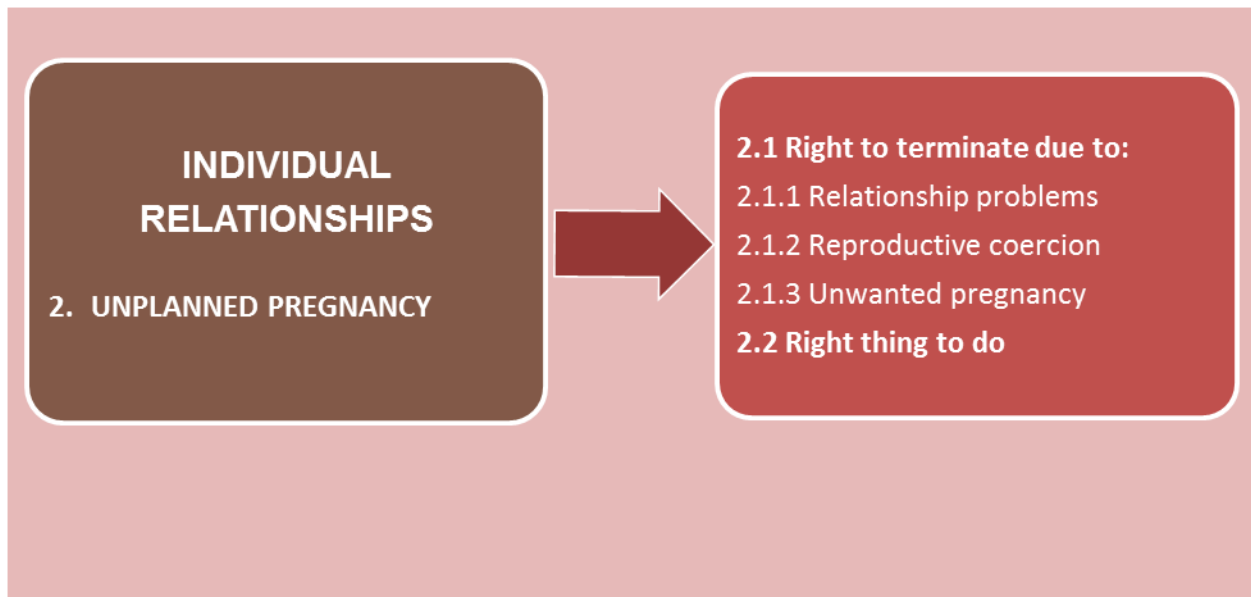 INDIVIDUAL
RELATIONSHIPS
2. UNPLANNED PREGNANCY
2.1 Right to terminate due to:
2.1.1 Relationship problems
2.1.2 Reproductive coercion
2.1.3 Unwanted pregnancy
2.2 Right thing to do